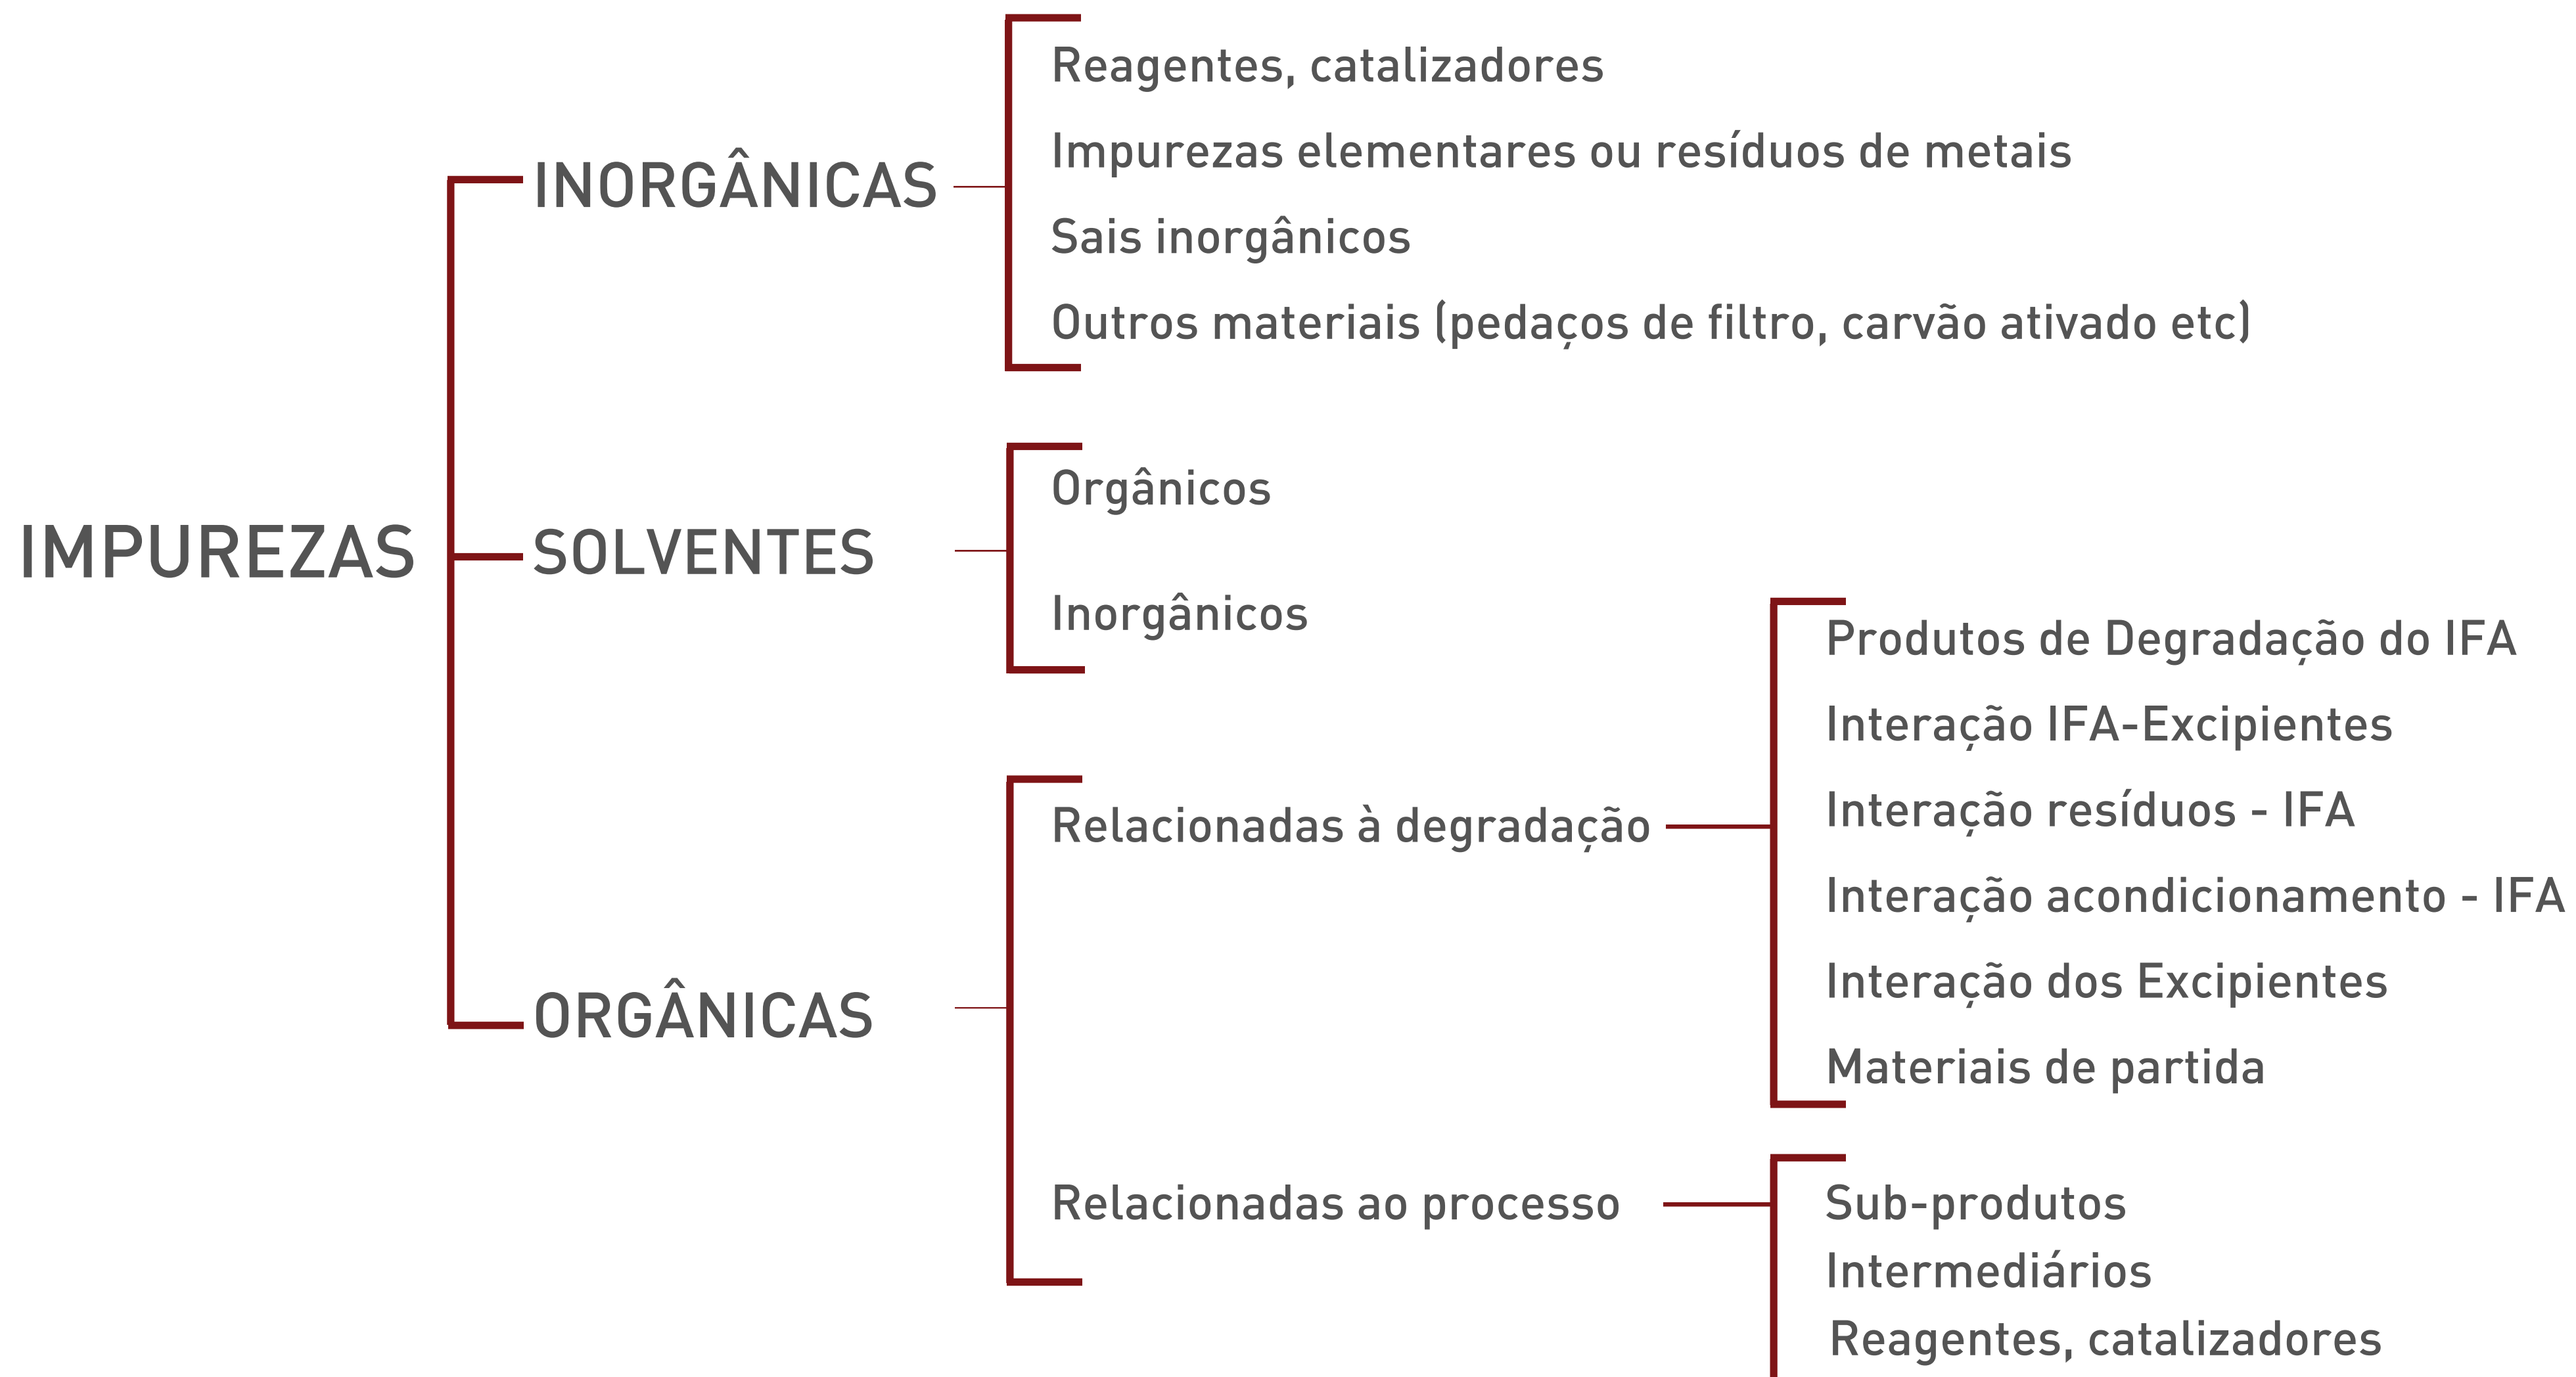 IMPUREZAS
INORGÂNICAS
Reagentes, catalizadores
Impurezas elementares ou resíduos de metais
Sais inorgânicos
Outros materiais (pedaços de filtro, carvão ativado etc)
SOLVENTES
Orgânicos
Inorgânicos
ORGÂNICAS
Relacionadas à degradação
Produtos de Degradação do IFA
Interação IFA-Excipientes
Interação resíduos - IFA
Interação acondicionamento - IFA
Interação dos Excipientes
Materiais de partida
Relacionadas ao processo
Sub-produtos
Intermediários
Reagentes, catalizadores